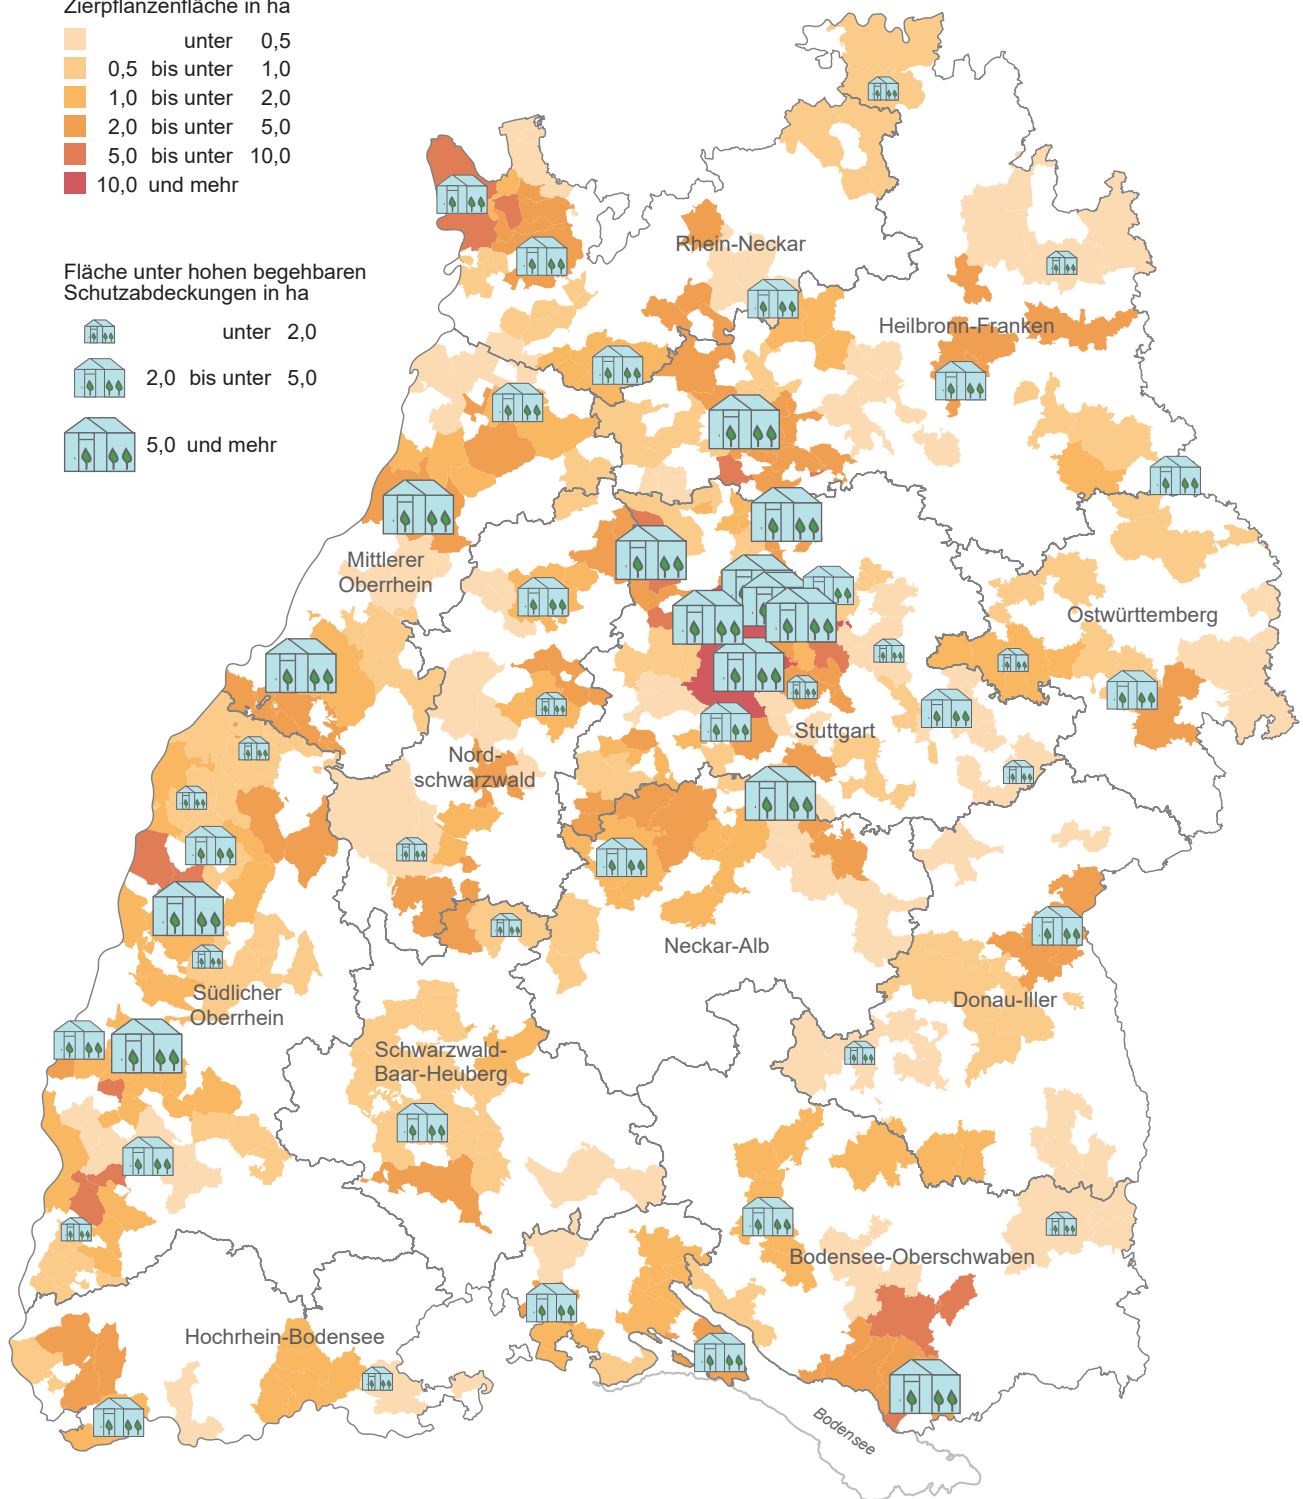 Zierpflanzenfläche in ha
unter 0,5
0,5 bis unter 1,0
1,0 bis unter 2,0
2,0 bis unter 5,0
5,0 bis unter 10,0
10,0 und mehr
Fläche unter hohen begehbaren
Schutzabdeckungen in ha
unter 2,0
2,0 bis unter 5,0
5,0 und mehr
Rhein-Neckar
Heilbronn-Franken
Mittlerer
Oberrhein
Ostwürttemberg
Stuttgart
Nord-
schwarzwald
Neckar-Alb
Südlicher
Oberrhein
Donau-Iller
Schwarzwald-
Baar-Heuberg
Bodensee-Oberschwaben
Hochrhein-Bodensee
Bodensee